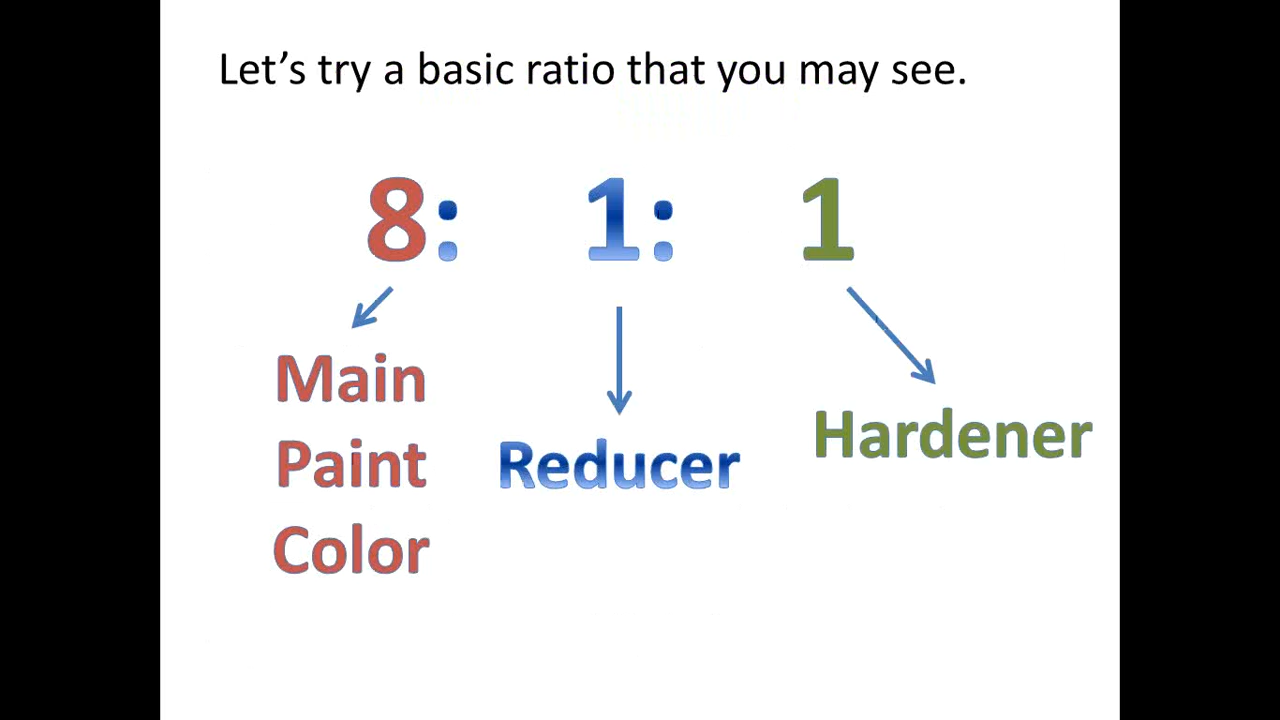 Let's try a basic ratio that you may see.
8: 1: 1
Main
Paint
Color
Reducer
Hardener